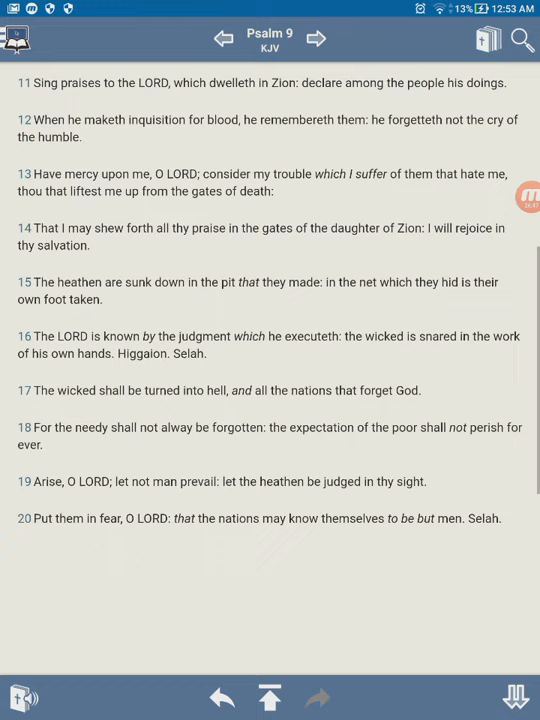 13% 12:53 AM
Psalm 9
KJV
11 Sing praises to the LORD, which dwelleth in Zion: declare among the people his doings.
12 When he maketh inquisition for blood, he remembereth them: he forgetteth not the cry of
the humble.
13 Have mercy upon me, O LORD; consider my trouble which I suffer of them that hate me,
thou that liftest me up from the gates of death:
14 That I may shew forth all thy praise in the gates of the daughter of Zion: I will rejoice in
thy salvation.
15 The heathen are sunk down in the pit that they made: in the net which they hid is their
own foot taken.
16 The LORD is known by the judgment which he executeth: the wicked is snared in the work
of his own hands. Higgaion. Selah.
17 The wicked shall be turned into hell, and all the nations that forget God.
18 For the needy shall not alway be forgotten: the expectation of the poor shall not perish for
ever.
19 Arise, O LORD; let not man prevail: let the heathen be judged in thy sight.
20 Put them in fear, O LORD: that the nations may know themselves to be but men. Selah.